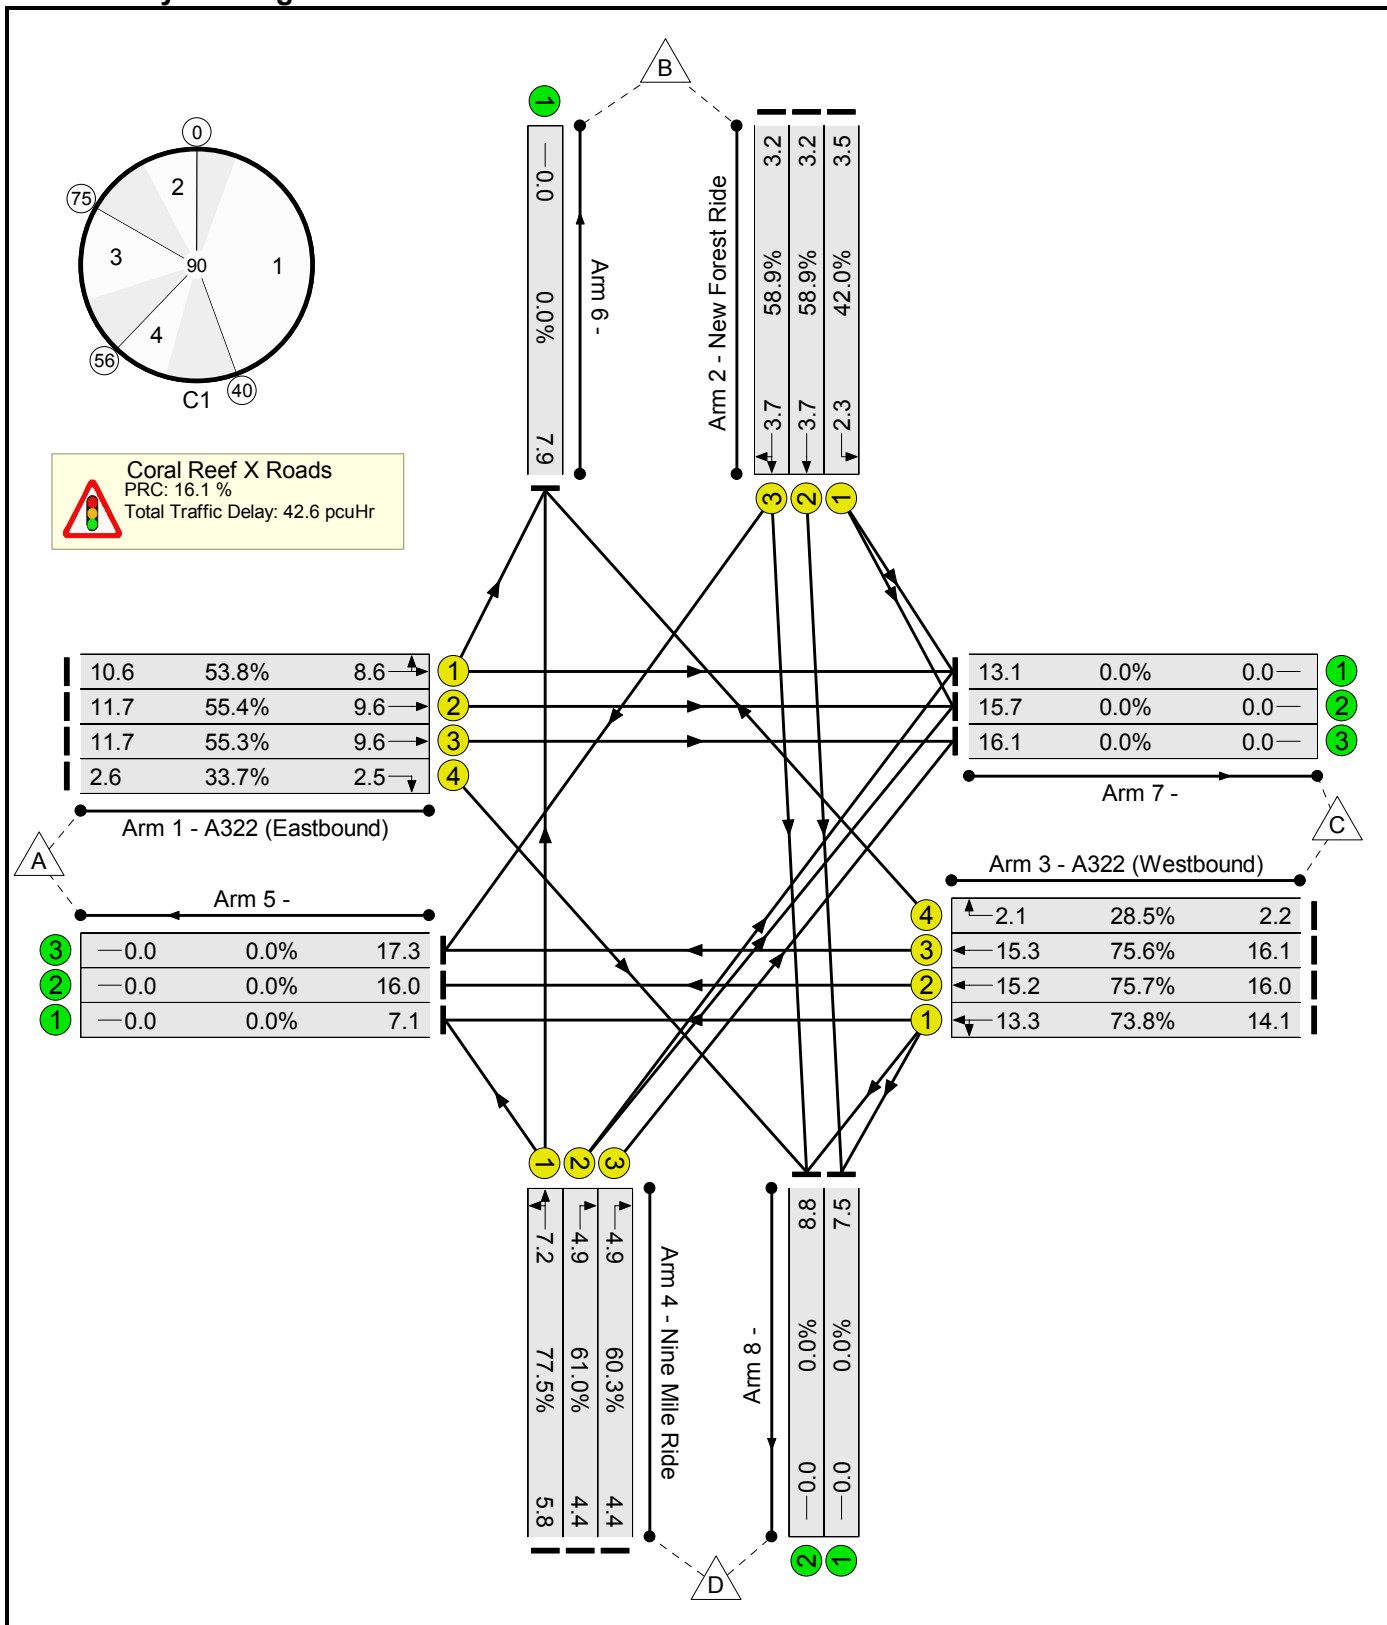 B
1
0.0
0.0%
7.9
Arm 6 -
Arm 2 - New Forest Ride
3.2
58.9%
3.7
3.2
58.9%
3.7
3.5
42.0%
2.3
3
2
1
0
75
2
3
90
1
4
56
40
C1
Coral Reef X Roads
PRC: 16.1 %
Total Traffic Delay: 42.6 pcuHr
10.6 53.8% 8.6 1
11.7 55.4% 9.6 2
11.7 55.3% 9.6 3
2.6 33.7% 2.5 4
Arm 1 - A322 (Eastbound)
A
Arm 5 -
3 0.0 0.0% 17.3
2 0.0 0.0% 16.0
1 0.0 0.0% 7.1
13.1 0.0% 0.0 1
15.7 0.0% 0.0 2
16.1 0.0% 0.0 3
Arm 7 -
C
Arm 3 - A322 (Westbound)
4 2.1 28.5% 2.2
3 15.3 75.6% 16.1
2 15.2 75.7% 16.0
1 13.3 73.8% 14.1
1
2
3
7.2
77.5%
5.8
4.9
61.0%
4.4
4.9
60.3%
4.4
Arm 4 - Nine Mile Ride
Arm 8 -
8.8
0.0%
0.0
7.5
0.0%
0.0
2
1
D